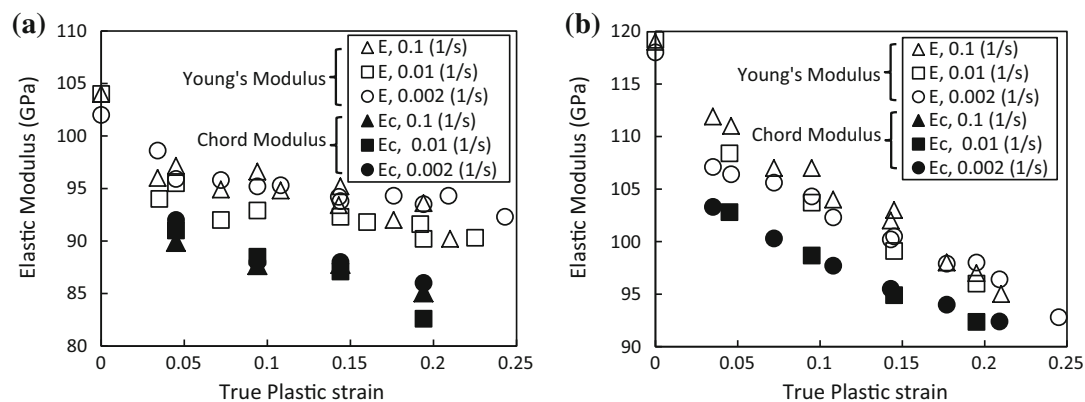 (a)
110
105
100
95
90
85
80
Elastic Modulus (GPa)
0
0.05
0.1
0.15
0.2
0.25
True Plastic strain
Young's Modulus
Chord Modulus
E, 0.1 (1/s)
E, 0.01 (1/s)
E, 0.002 (1/s)
Ec, 0.1 (1/s)
Ec, 0.01 (1/s)
Ec, 0.002 (1/s)
(b)
120
115
110
105
100
95
90
Elastic Modulus (GPa)
0
0.05
0.1
0.15
0.2
0.25
True Plastic strain
Young's Modulus
Chord Modulus
E, 0.1 (1/s)
E, 0.01 (1/s)
E, 0.002 (1/s)
Ec, 0.1 (1/s)
Ec, 0.01 (1/s)
Ec, 0.002 (1/s)